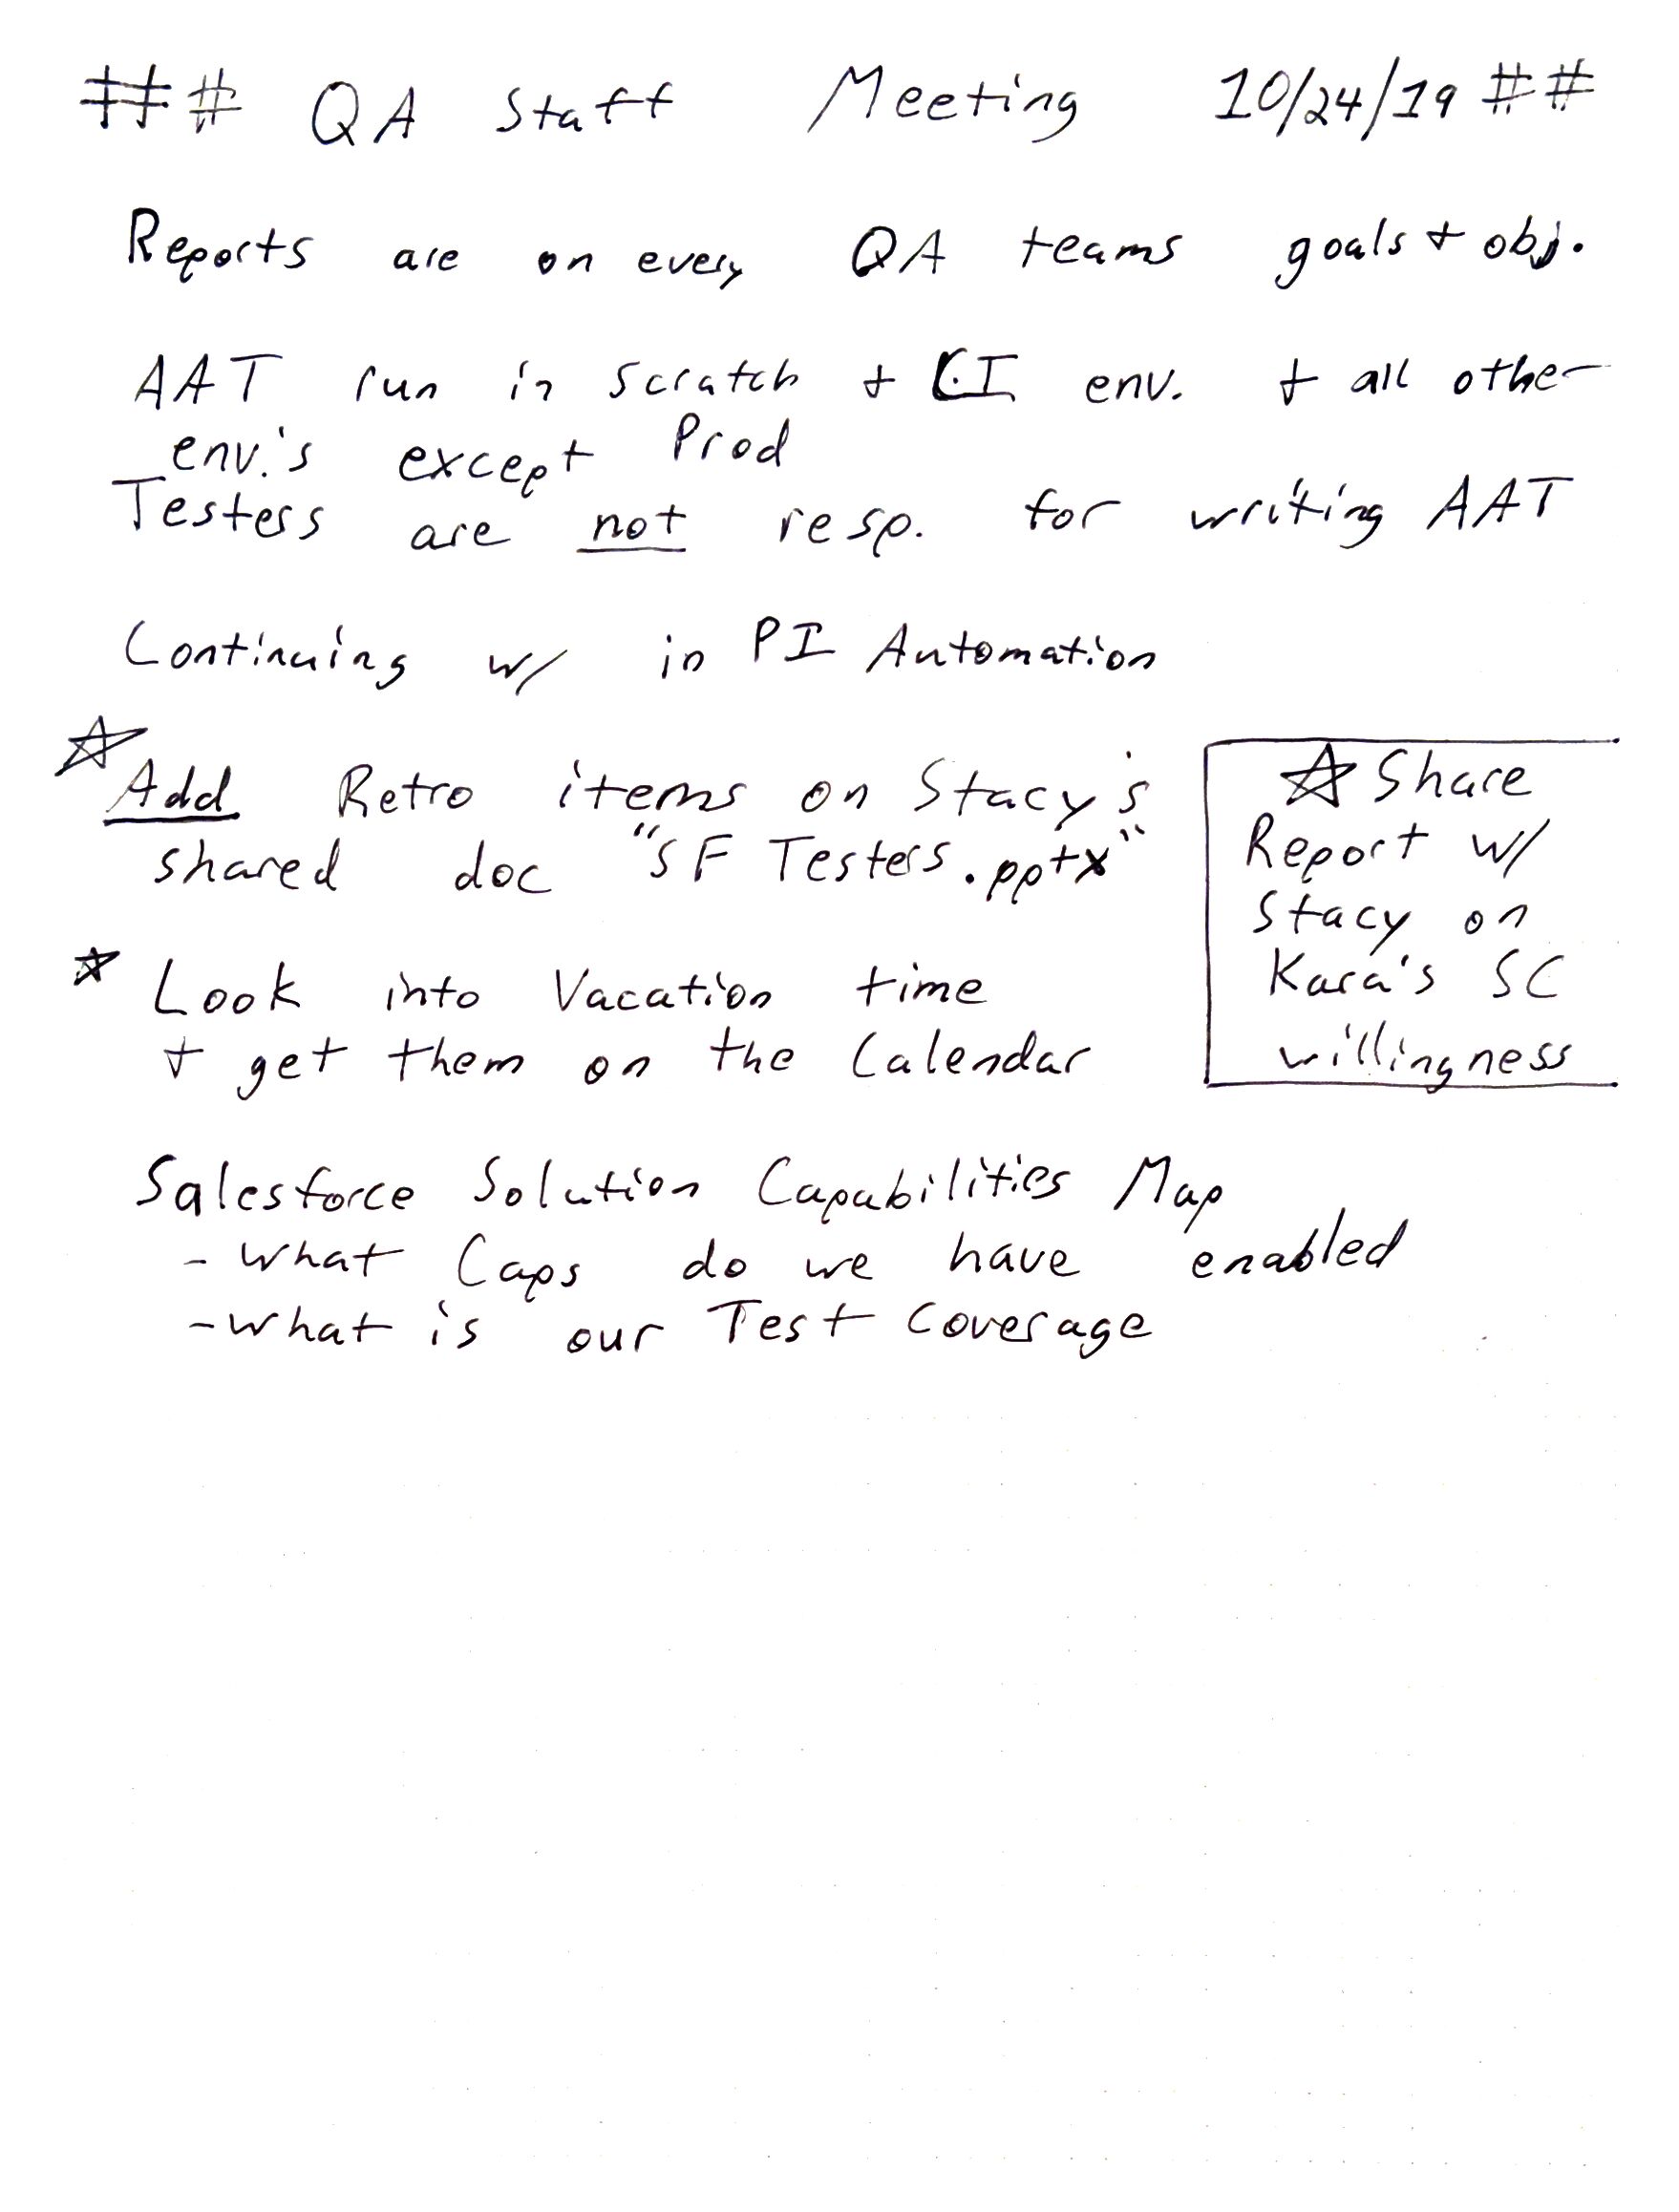 ## QA Staff Meeting 10/24/19 ##
Reports are on every QA teams goals + obj.
AAT run in scratch + CI env. + all other
env.'s except Prod
Testers are not resp. for writing AAT
Continuing w/ in PI Automation
☆ Add Retro items on Stacy's
shared doc "SF Testers.pptx"
☆ Look into Vacation time
+ get them on the Calendar
☆ Share
Report w/
Stacy on
Kara's SC
willingness
Salesforce Solution Capabilities Map
- What Caps do we have enabled
- What is our Test Coverage